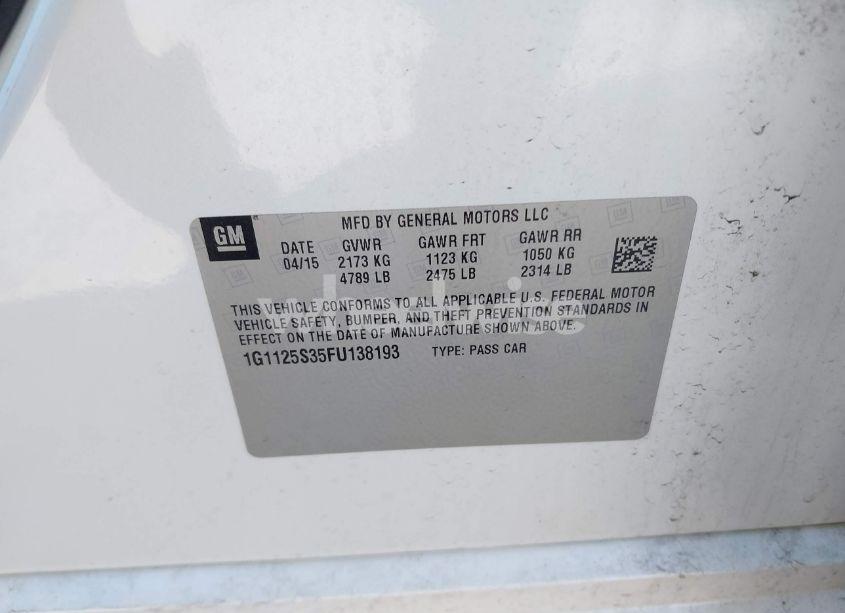 GM
MFD BY GENERAL MOTORS LLC
DATE GVWR GAWR FRT GAWR RR
04/15 2173 KG 1123 KG 1050 KG
4789 LB 2475 LB 2314 LB
THIS VEHICLE CONFORMS TO ALL APPLICABLE U.S. FEDERAL MOTOR
VEHICLE SAFETY, BUMPER, AND THEFT PREVENTION STANDARDS IN
EFFECT ON THE DATE OF MANUFACTURE SHOWN ABOVE.
1G1125S35FU138193 TYPE: PASS CAR